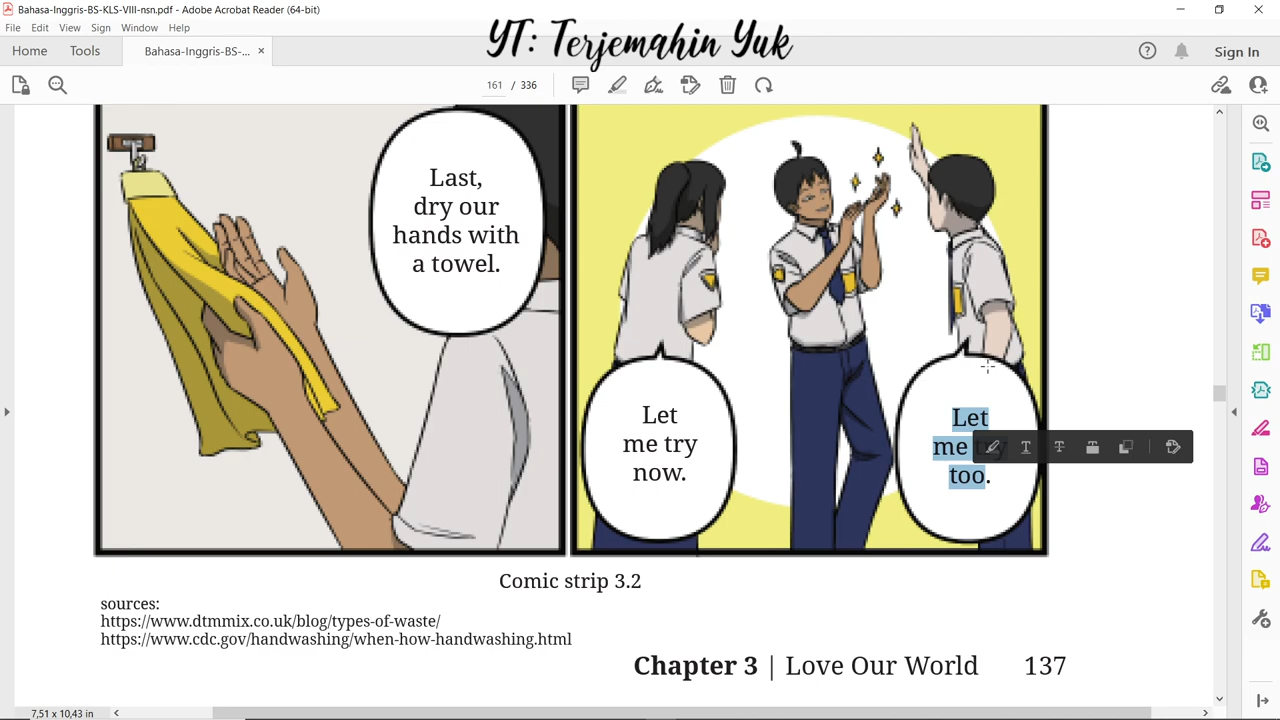 Bahasa-Inggris-BS-KLS-VIII-nsn.pdf - Adobe Acrobat Reader (64-bit)
YT: Terjemahin Yuk
File Edit View Sign Window Help
Home Tools Bahasa-Inggris-BS-... × Sign In
161 / 336
Last,
dry our
hands with
a towel.
Let
me try
now.
Let
me try
too.
Comic strip 3.2
sources:
https://www.dtmmix.co.uk/blog/types-of-waste/
https://www.cdc.gov/handwashing/when-how-handwashing.html
Chapter 3 | Love Our World 137
7,51 x 10,43 in